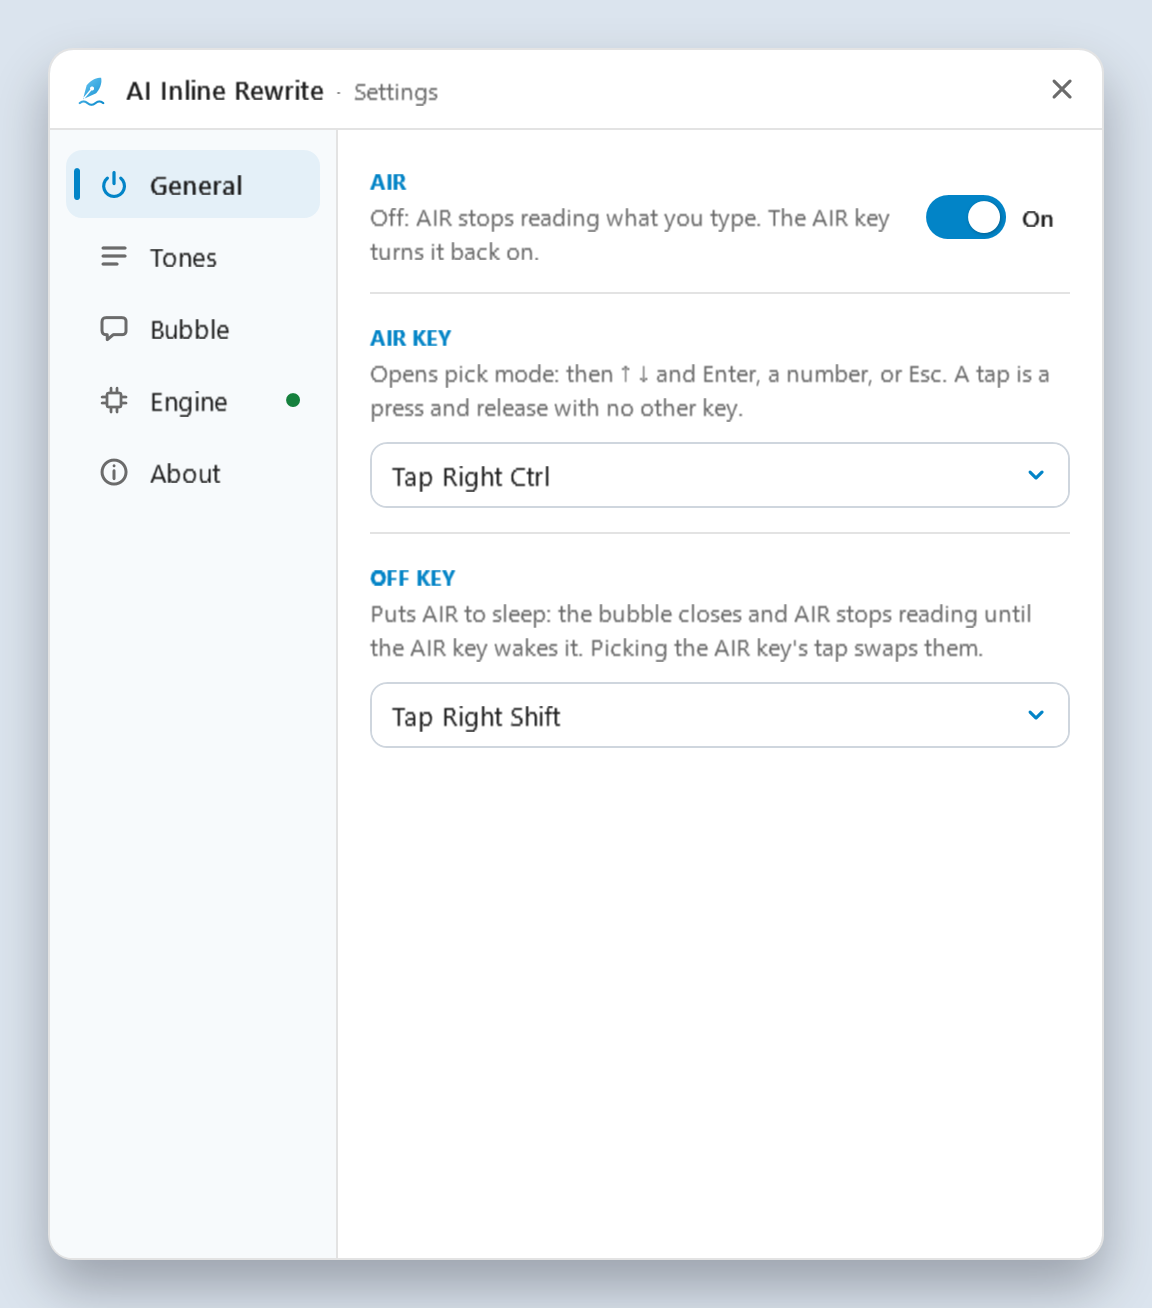 AI Inline Rewrite · Settings
General
Tones
Bubble
Engine
About
AIR
Off: AIR stops reading what you type. The AIR key
turns it back on.
On
AIR KEY
Opens pick mode: then ↑ ↓ and Enter, a number, or Esc. A tap is a
press and release with no other key.
Tap Right Ctrl
OFF KEY
Puts AIR to sleep: the bubble closes and AIR stops reading until
the AIR key wakes it. Picking the AIR key's tap swaps them.
Tap Right Shift